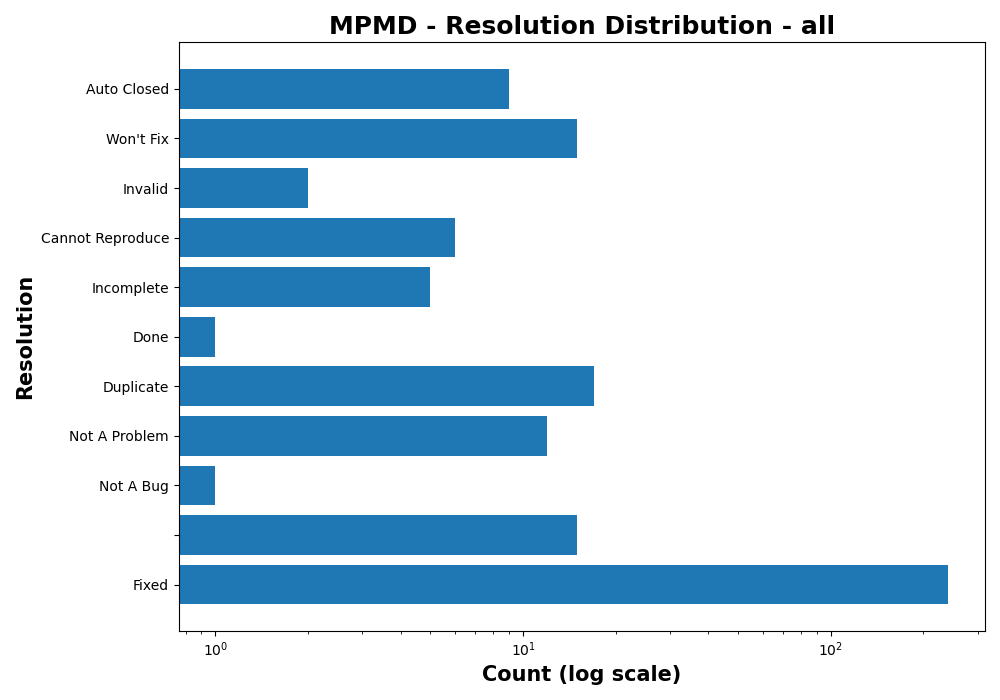 MPMD - Resolution Distribution - all
Auto Closed
Won't Fix
Invalid
Cannot Reproduce
Incomplete
Done
Duplicate
Not A Problem
Not A Bug
Fixed
Resolution
10⁰ 10¹ 10²
Count (log scale)